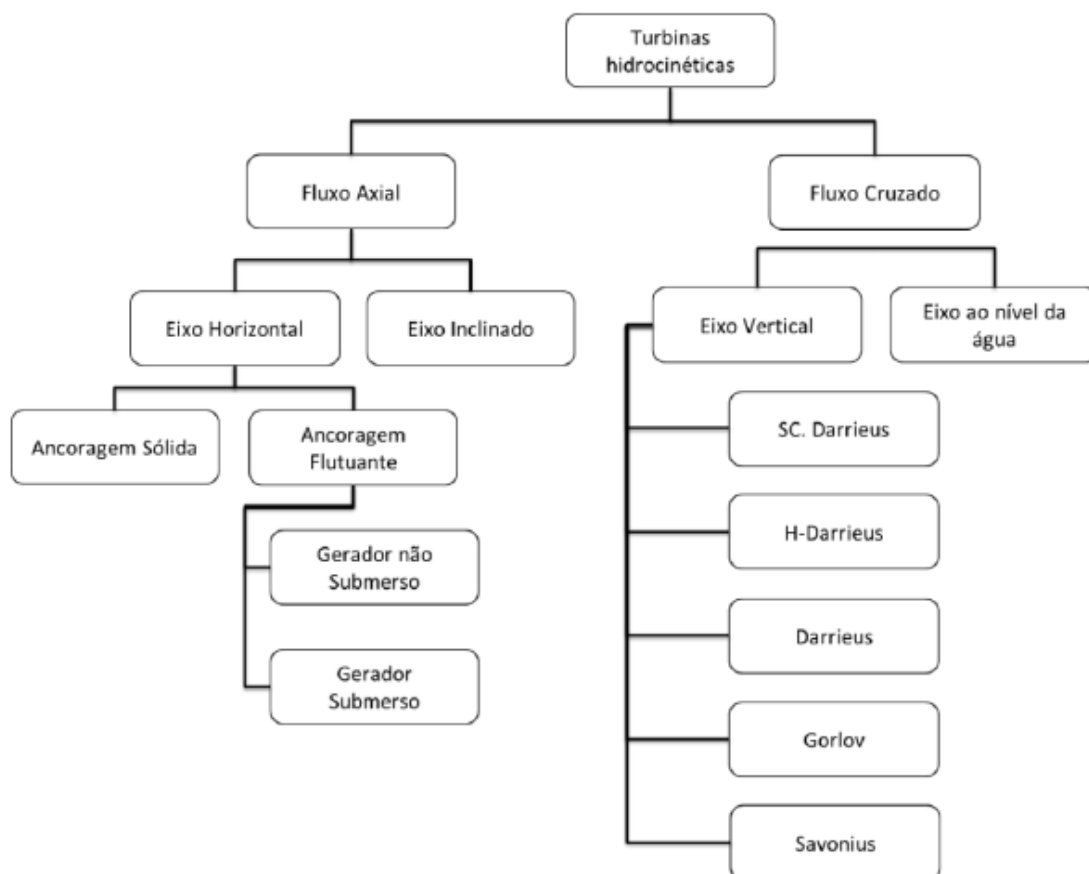 Turbinas
hidrocinéticas
Fluxo Axial
Fluxo Cruzado
Eixo Horizontal
Eixo Inclinado
Eixo Vertical
Eixo ao nível da
água
Ancoragem Sólida
Ancoragem
Flutuante
Gerador não
Submerso
Gerador
Submerso
SC. Darrieus
H-Darrieus
Darrieus
Gorlov
Savonius